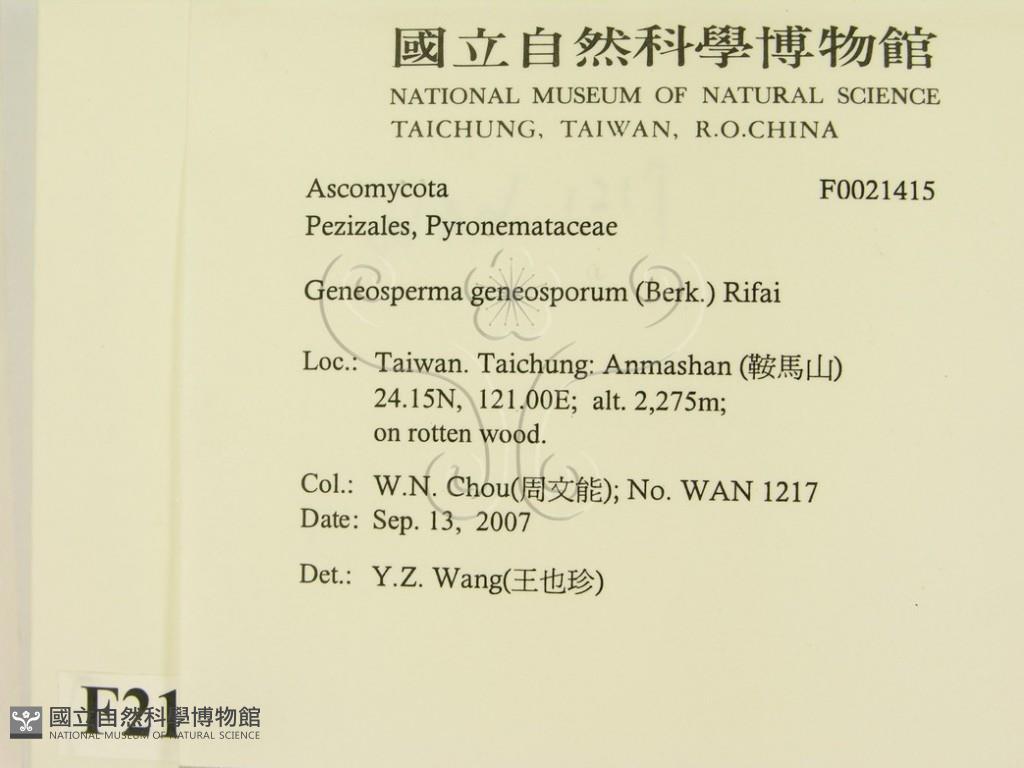 國立自然科學博物館
NATIONAL MUSEUM OF NATURAL SCIENCE
TAICHUNG, TAIWAN, R.O.CHINA
Ascomycota F0021415
Pezizales, Pyronemataceae
Geneosperma geneosporum (Berk.) Rifai
Loc.: Taiwan. Taichung: Anmashan (鞍馬山)
24.15N, 121.00E; alt. 2,275m;
on rotten wood.
Col.: W.N. Chou(周文能); No. WAN 1217
Date: Sep. 13, 2007
Det.: Y.Z. Wang(王也珍)
F21
國立自然科學博物館
NATIONAL MUSEUM OF NATURAL SCIENCE